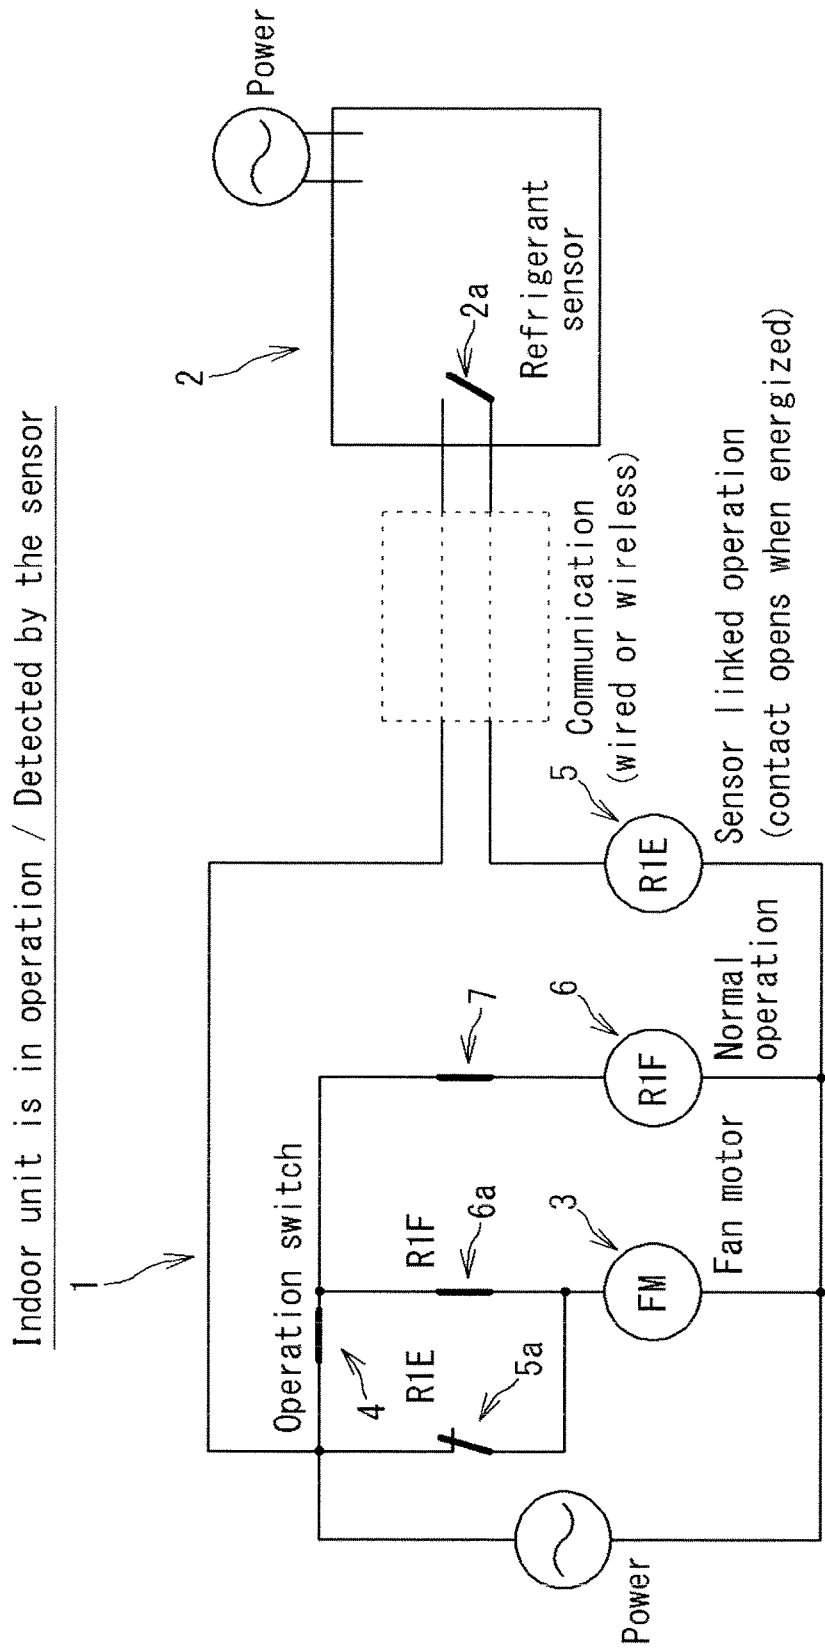 Indoor unit is in operation / Detected by the sensor
1
2
Power
Operation switch
4
R1E
5a
R1F
6a
7
2a
Refrigerant
sensor
Communication
(wired or wireless)
3
FM
Fan motor
6
R1F
Normal
operation
5
R1E
Sensor linked operation
(contact opens when energized)
Power